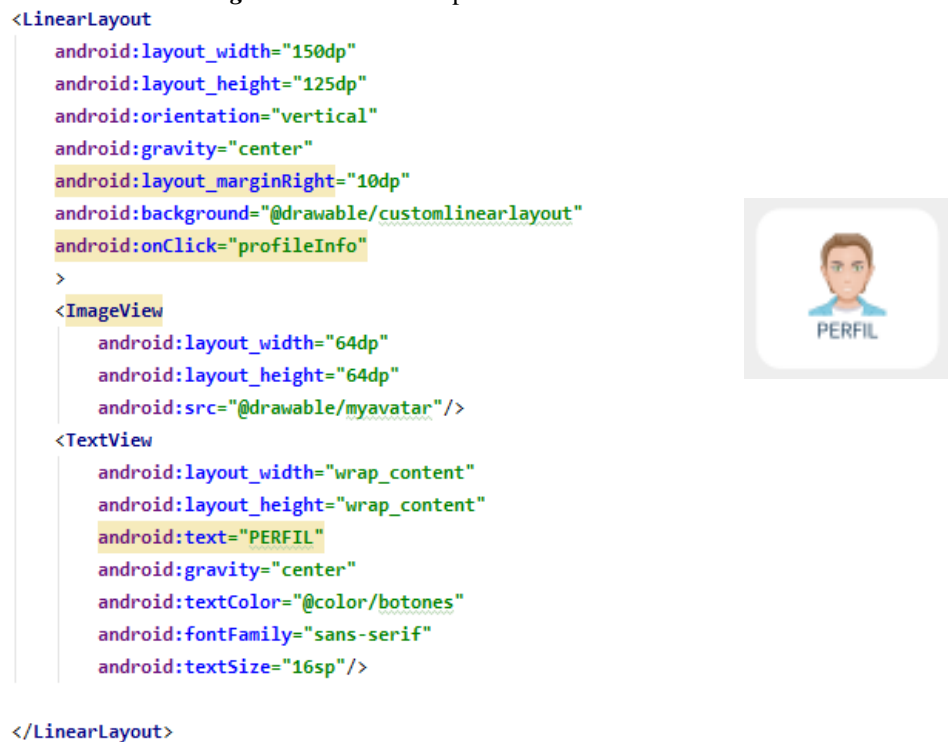 <LinearLayout
android:layout_width="150dp"
android:layout_height="125dp"
android:orientation="vertical"
android:gravity="center"
android:layout_marginRight="10dp"
android:background="@drawable/customlinearlayout"
android:onClick="profileInfo"
>
<ImageView
android:layout_width="64dp"
android:layout_height="64dp"
android:src="@drawable/myavatar"/>
<TextView
android:layout_width="wrap_content"
android:layout_height="wrap_content"
android:text="PERFIL"
android:gravity="center"
android:textColor="@color/botones"
android:fontFamily="sans-serif"
android:textSize="16sp"/>
</LinearLayout>
PERFIL